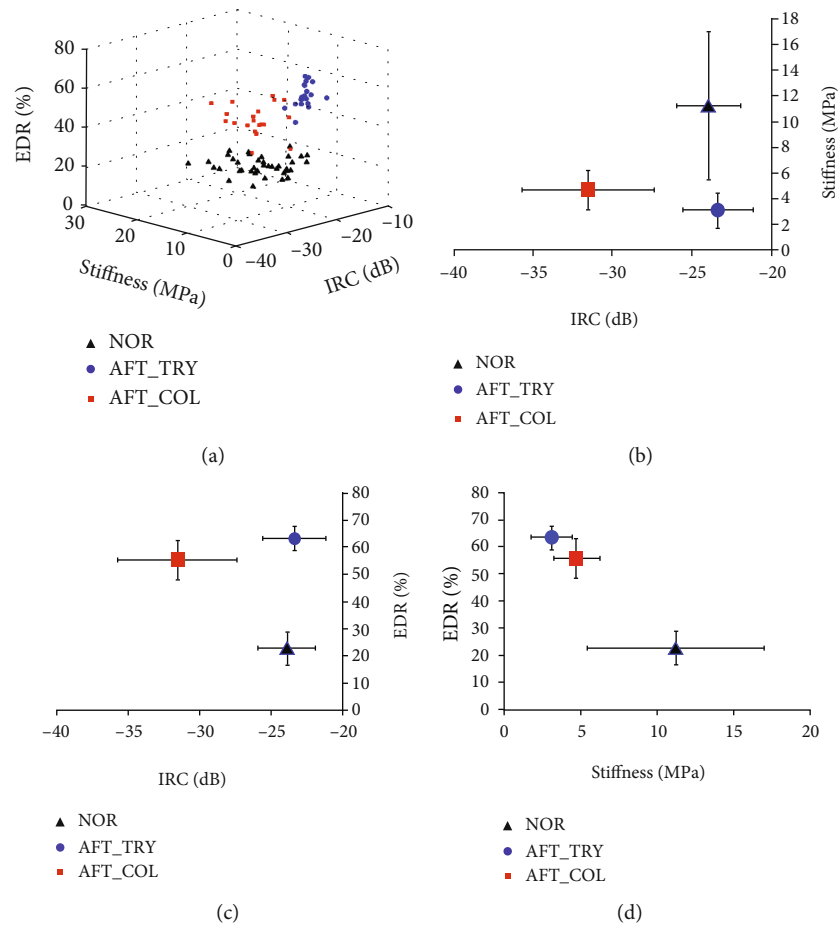 80
60
40
20
0
EDR (%)
30
20
10
0
Stiffness (MPa)
–40
–30
–20
–10
IRC (dB)
NOR
AFT_TRY
AFT_COL
(a)
18
16
14
12
10
8
6
4
2
0
Stiffness (MPa)
–40
–35
–30
–25
–20
IRC (dB)
NOR
AFT_TRY
AFT_COL
(b)
80
70
60
50
40
30
20
10
0
EDR (%)
–40
–35
–30
–25
–20
IRC (dB)
NOR
AFT_TRY
AFT_COL
(c)
80
70
60
50
40
30
20
10
0
EDR (%)
0
5
10
15
20
Stiffness (MPa)
NOR
AFT_TRY
AFT_COL
(d)